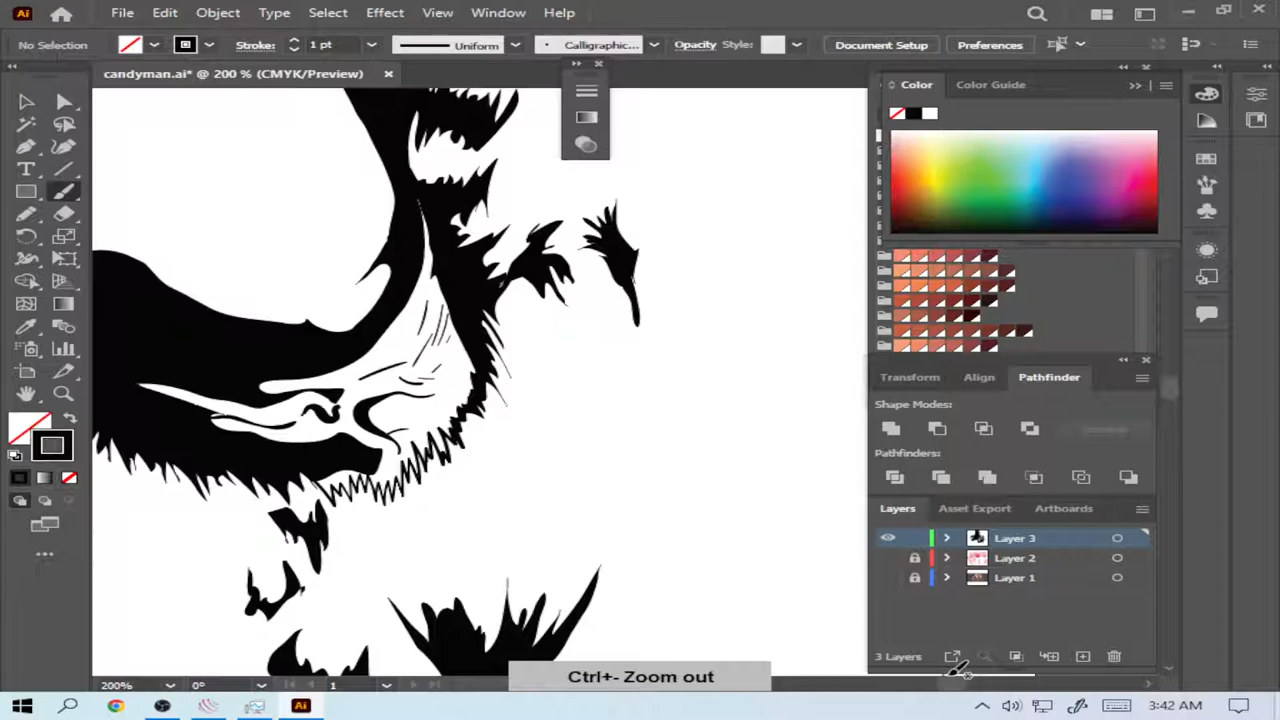 Ai File Edit Object Type Select Effect View Window Help
No Selection Stroke: 1 pt Uniform Calligraphic... Opacity Style: Document Setup Preferences
candyman.ai* @ 200 % (CMYK/Preview)
Color Color Guide
Transform Align Pathfinder
Shape Modes:
Pathfinders:
Layers Asset Export Artboards
Layer 3
Layer 2
Layer 1
3 Layers
Ctrl+- Zoom out
200% 0° 1
Ai 3:42 AM